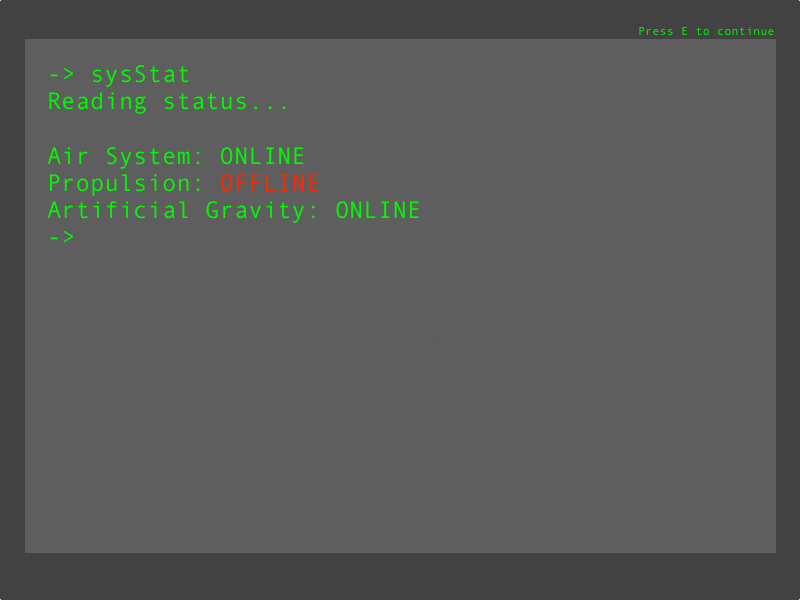 Press E to continue
-> sysStat
Reading status...
Air System: ONLINE
Propulsion: OFFLINE
Artificial Gravity: ONLINE
->